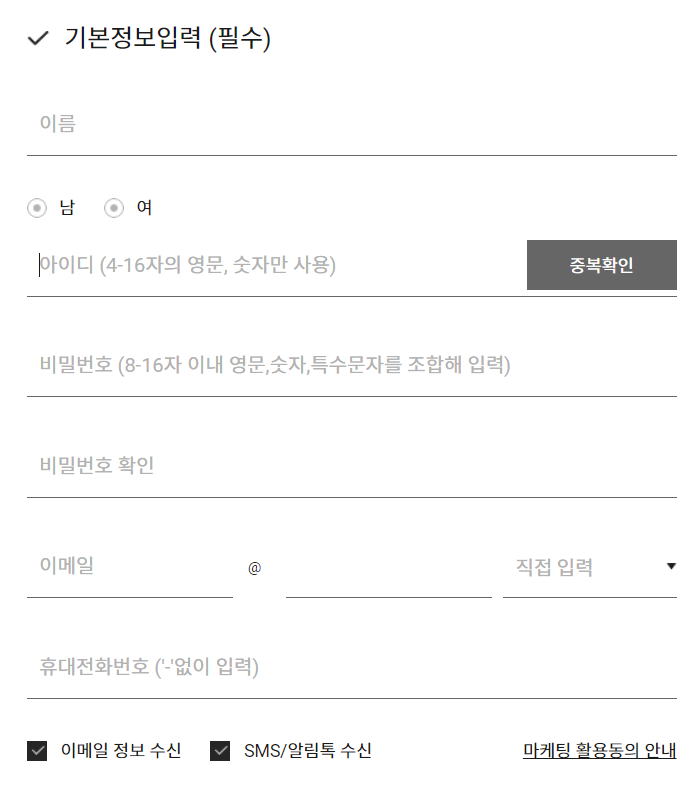 기본정보입력 (필수)
이름
남 여
아이디 (4-16자의 영문, 숫자만 사용) 중복확인
비밀번호 (8-16자 이내 영문,숫자,특수문자를 조합해 입력)
비밀번호 확인
이메일 @ 직접 입력
휴대전화번호 ('-'없이 입력)
이메일 정보 수신 SMS/알림톡 수신 마케팅 활용동의 안내